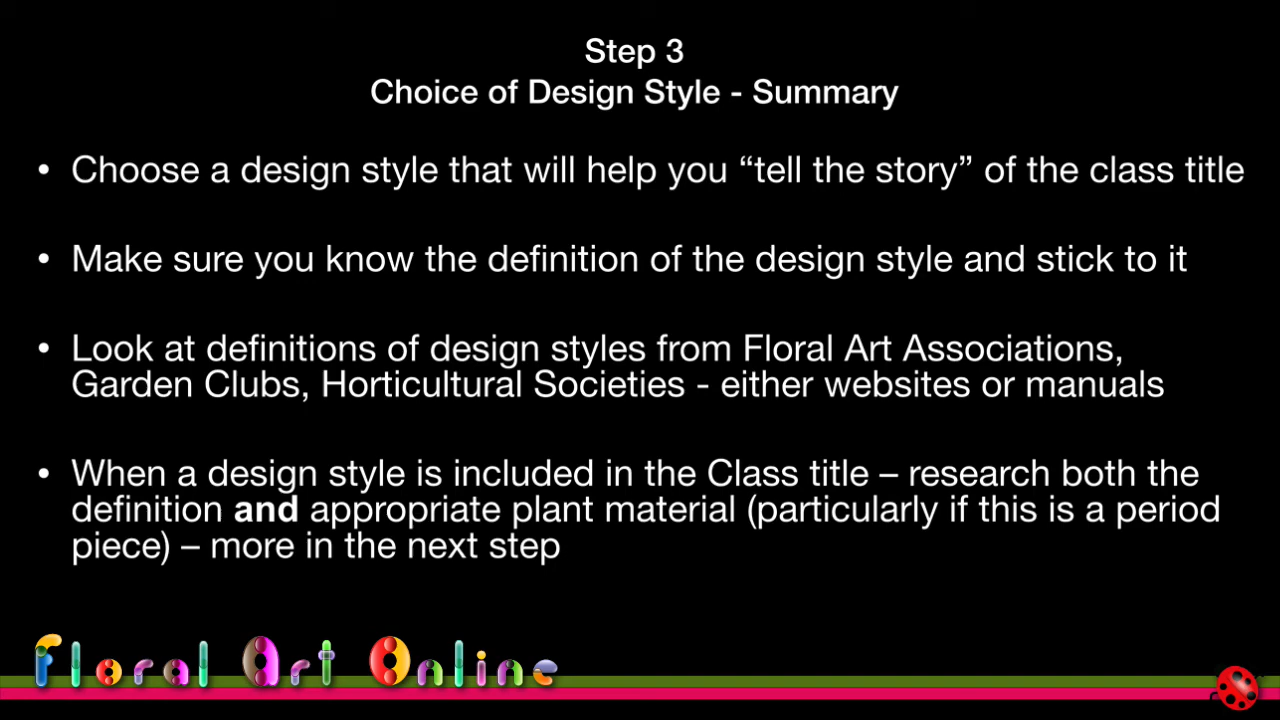 Step 3
Choice of Design Style - Summary
• Choose a design style that will help you “tell the story” of the class title
• Make sure you know the definition of the design style and stick to it
• Look at definitions of design styles from Floral Art Associations,
Garden Clubs, Horticultural Societies - either websites or manuals
• When a design style is included in the Class title – research both the
definition and appropriate plant material (particularly if this is a period
piece) – more in the next step
Floral Art Online